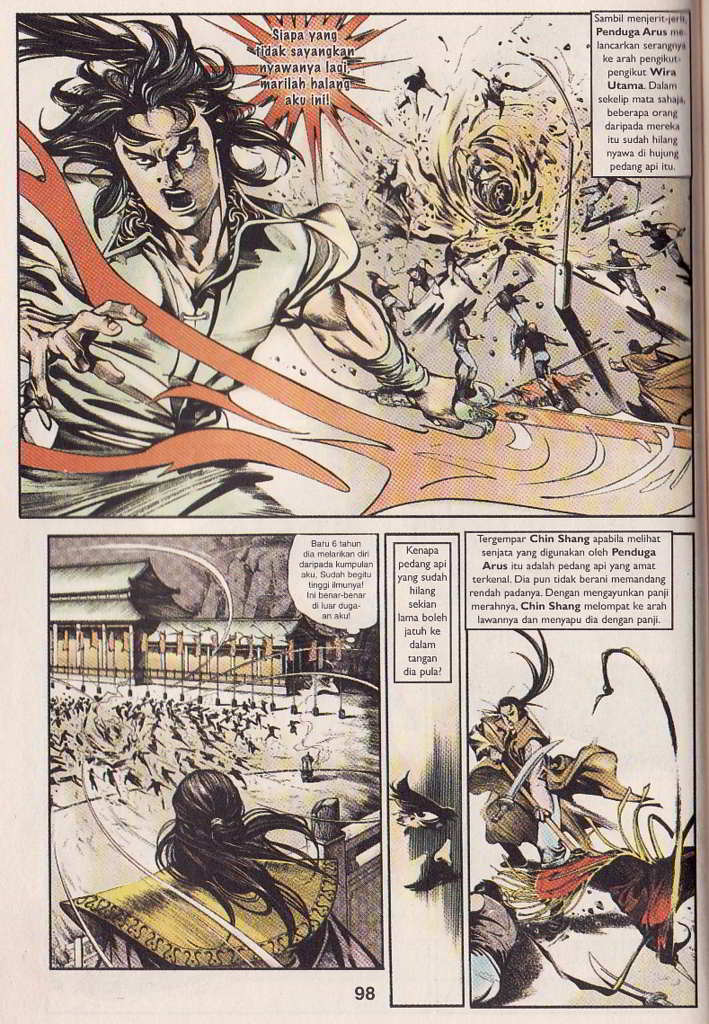 Siapa yang
tidak sayangkan
nyawanya lagi,
marilah halang
aku ini!
Sambil menjerit-jerit,
Penduga Arus me-
lancarkan serangnya
ke arah pengikut-
pengikut Wira
Utama. Dalam
sekelip mata sahaja,
beberapa orang
daripada mereka
itu sudah hilang
nyawa di hujung
pedang api itu.
Baru 6 tahun
dia melarikan diri
daripada kumpulan
aku. Sudah begitu
tinggi ilmunya!
Ini benar-benar
di luar duga-
an aku!
Kenapa
pedang api
yang sudah
hilang
sekian
lama boleh
jatuh ke
dalam
tangan
dia pula?
Tergempar Chin Shang apabila melihat
senjata yang digunakan oleh Penduga
Arus itu adalah pedang api yang amat
terkenal. Dia pun tidak berani memandang
rendah padanya. Dengan mengayunkan panji
merahnya, Chin Shang melompat ke arah
lawannya dan menyapu dia dengan panji.
98